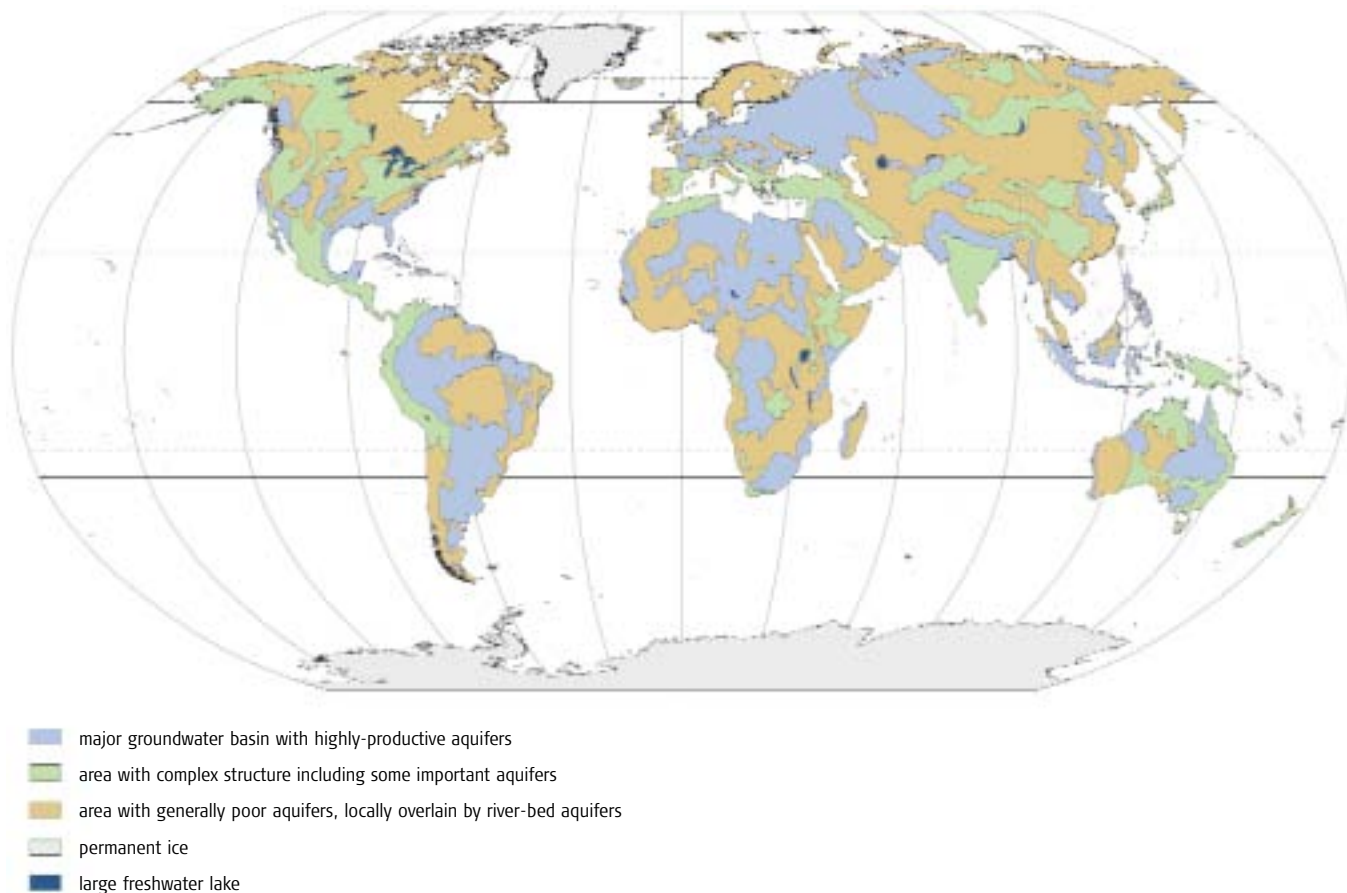 major groundwater basin with highly-productive aquifers
area with complex structure including some important aquifers
area with generally poor aquifers, locally overlain by river-bed aquifers
permanent ice
large freshwater lake